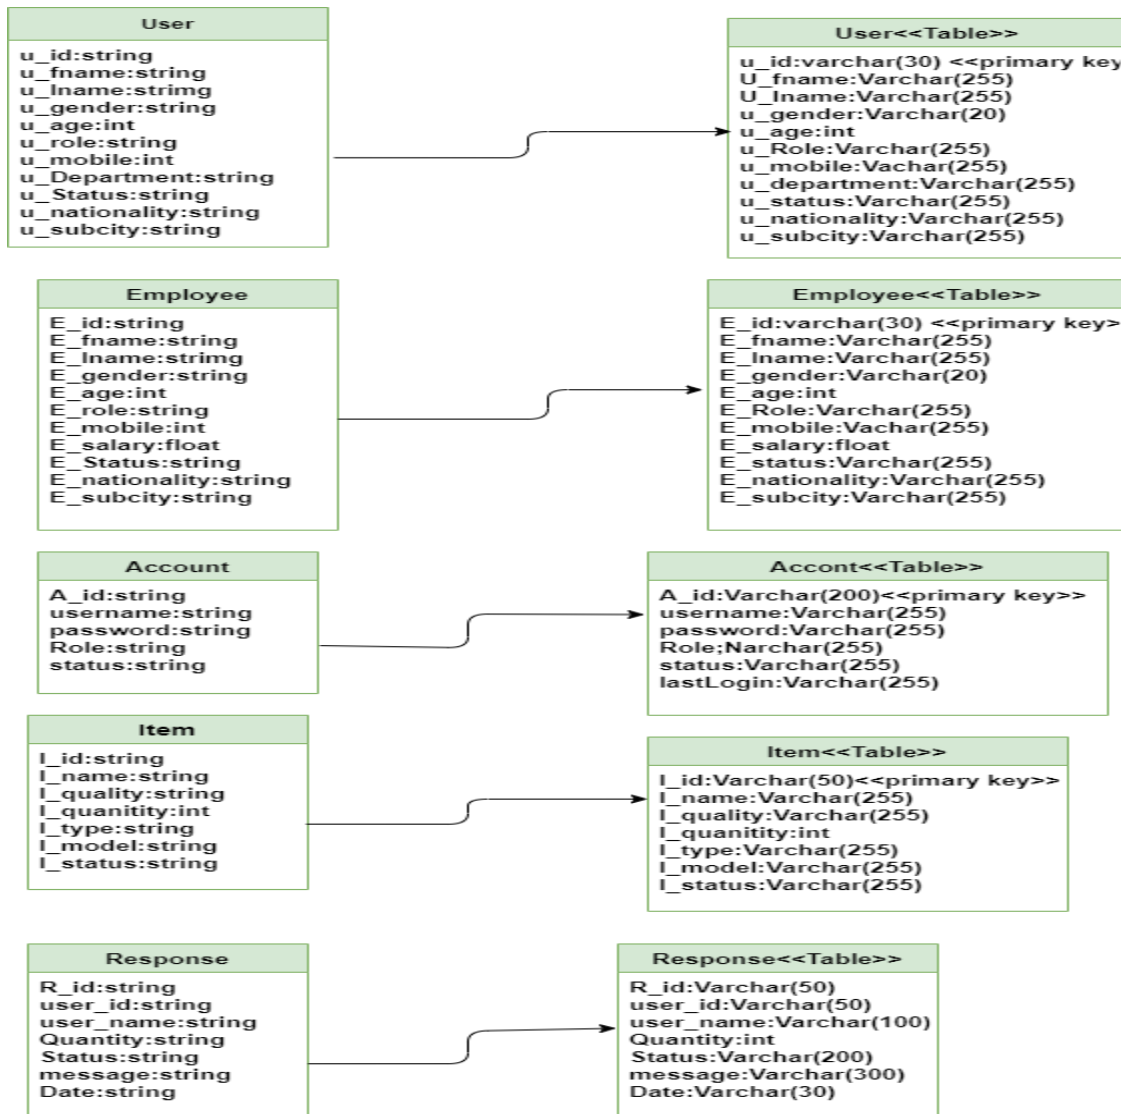 User
u_id:string
u_fname:string
u_lname:strimg
u_gender:string
u_age:int
u_role:string
u_mobile:int
u_Department:string
u_Status:string
u_nationality:string
u_subcity:string
User<<Table>>
u_id:varchar(30) <<primary key
U_fname:Varchar(255)
U_lname:Varchar(255)
u_gender:Varchar(20)
u_age:int
u_Role:Varchar(255)
u_mobile:Vachar(255)
u_department:Varchar(255)
u_status:Varchar(255)
u_nationality:Varchar(255)
u_subcity:Varchar(255)
Employee
E_id:string
E_fname:string
E_lname:strimg
E_gender:string
E_age:int
E_role:string
E_mobile:int
E_salary:float
E_Status:string
E_nationality:string
E_subcity:string
Employee<<Table>>
E_id:varchar(30) <<primary key>
E_fname:Varchar(255)
E_lname:Varchar(255)
E_gender:Varchar(20)
E_age:int
E_Role:Varchar(255)
E_mobile:Vachar(255)
E_salary:float
E_status:Varchar(255)
E_nationality:Varchar(255)
E_subcity:Varchar(255)
Account
A_id:string
username:string
password:string
Role:string
status:string
Accont<<Table>>
A_id:Varchar(200)<<primary key>>
username:Varchar(255)
password:Varchar(255)
Role;Narchar(255)
status:Varchar(255)
lastLogin:Varchar(255)
Item
I_id:string
I_name:string
I_quality:string
I_quanitity:int
I_type:string
I_model:string
I_status:string
Item<<Table>>
I_id:Varchar(50)<<primary key>>
I_name:Varchar(255)
I_quality:Varchar(255)
I_quanitity:int
I_type:Varchar(255)
I_model:Varchar(255)
I_status:Varchar(255)
Response
R_id:string
user_id:string
user_name:string
Quantity:string
Status:string
message:string
Date:string
Response<<Table>>
R_id:Varchar(50)
user_id:Varchar(50)
user_name:Varchar(100)
Quantity:int
Status:Varchar(200)
message:Varchar(300)
Date:Varchar(30)